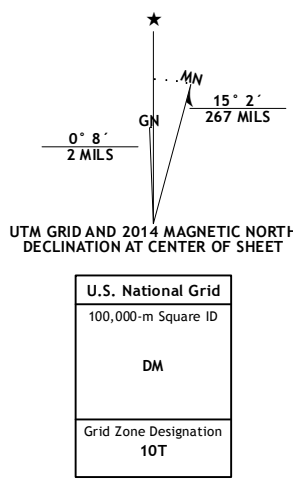 ★
MN
GN
15° 2´
267 MILS
0° 8´
2 MILS
UTM GRID AND 2014 MAGNETIC NORTH
DECLINATION AT CENTER OF SHEET
U.S. National Grid
100,000-m Square ID
DM
Grid Zone Designation
10T